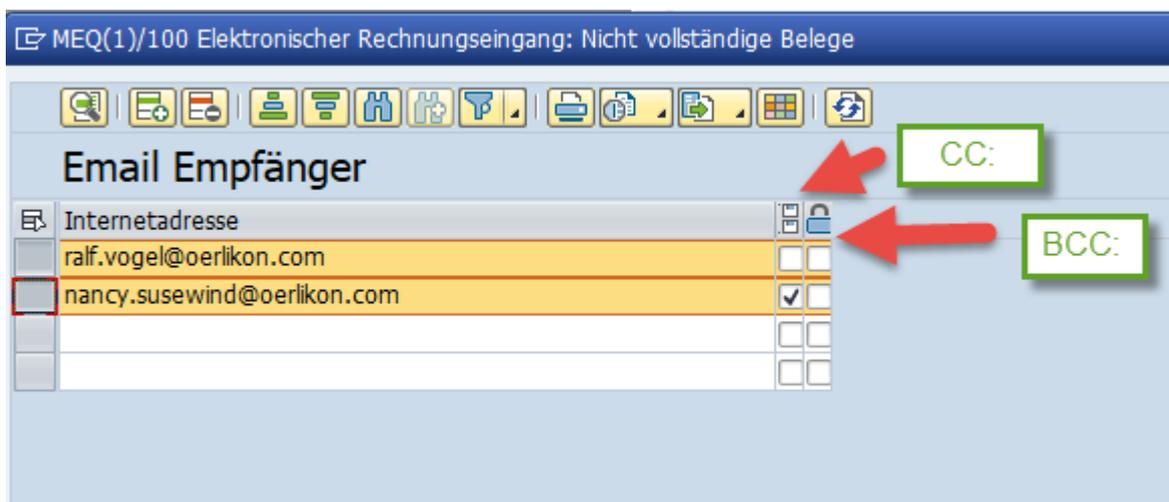 MEQ(1)/100 Elektronischer Rechnungseingang: Nicht vollständige Belege
CC:
Email Empfänger
Internetadresse
BCC:
ralf.vogel@oerlikon.com
nancy.susewind@oerlikon.com